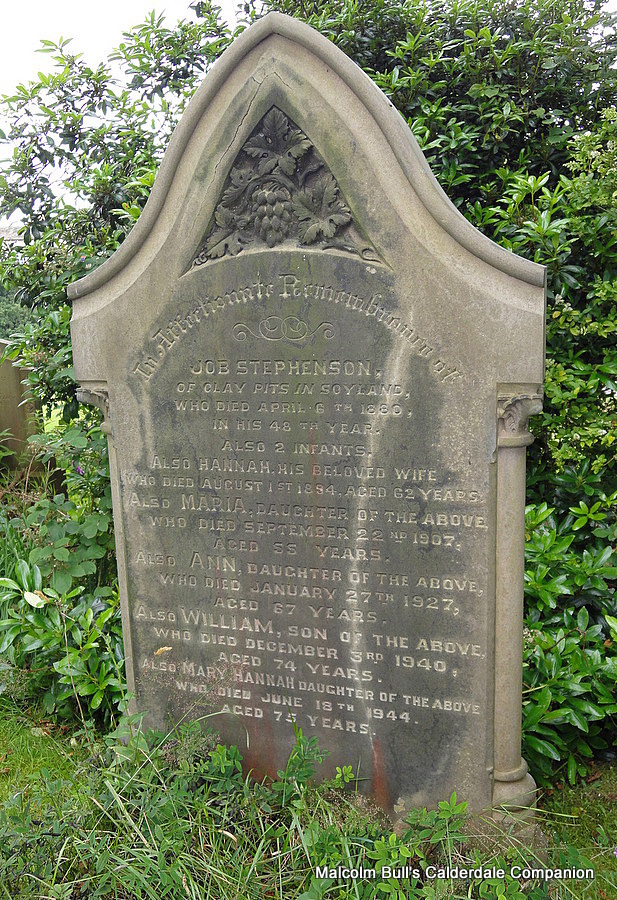 In Affectionate Remembrance of
JOB STEPHENSON,
OF CLAY PITS IN SOYLAND,
WHO DIED APRIL 6TH 1880,
IN HIS 48TH YEAR.
ALSO 2 INFANTS.
ALSO HANNAH, HIS BELOVED WIFE
WHO DIED AUGUST 1ST 1894, AGED 62 YEARS.
ALSO MARIA, DAUGHTER OF THE ABOVE,
WHO DIED SEPTEMBER 22ND 1907,
AGED 55 YEARS.
ALSO ANN, DAUGHTER OF THE ABOVE,
WHO DIED JANUARY 27TH 1927,
AGED 67 YEARS.
ALSO WILLIAM, SON OF THE ABOVE,
WHO DIED DECEMBER 3RD 1940,
AGED 74 YEARS.
ALSO MARY HANNAH DAUGHTER OF THE ABOVE
WHO DIED JUNE 18TH 1944.
AGED 75 YEARS.
Malcolm Bull's Calderdale Companion